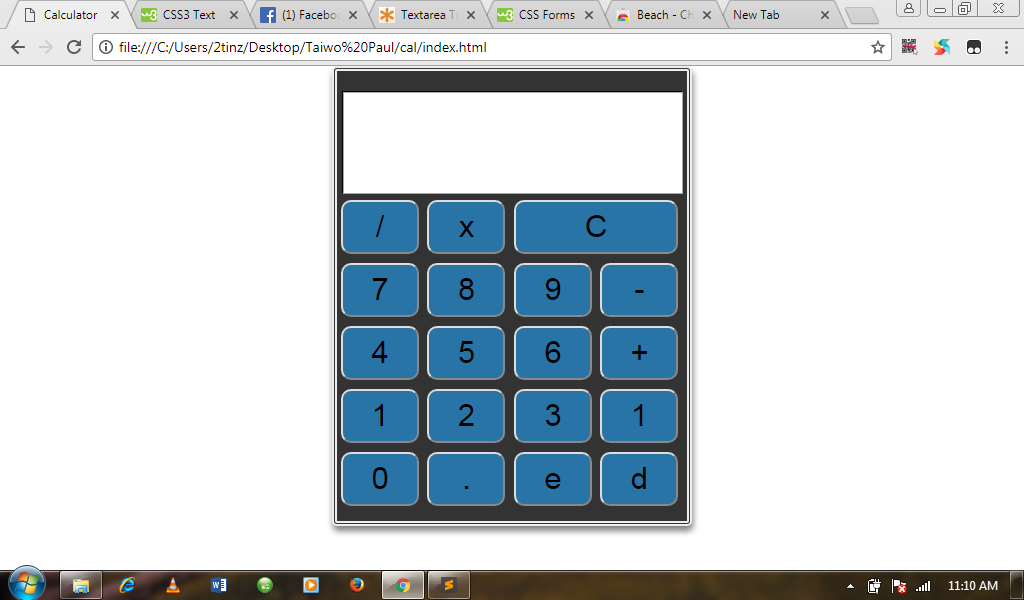 Calculator CSS3 Text (1) Facebo Textarea T CSS Forms Beach - Ch New Tab
file:///C:/Users/2tinz/Desktop/Taiwo%20Paul/cal/index.html
/ x C
7 8 9 -
4 5 6 +
1 2 3 1
0 . e d
11:10 AM